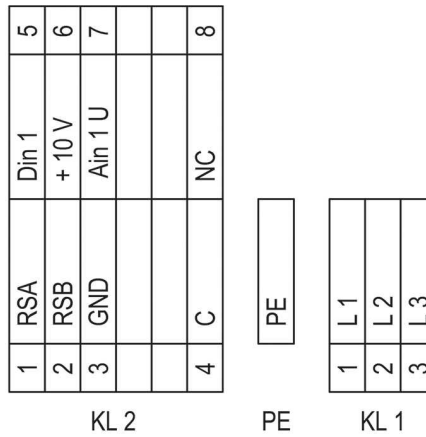 5 6 7 8
Din 1 + 10 V Ain 1 U NC
RSA RSB GND C PE L 1 L 2 L 3
1 2 3 4 1 2 3
KL 2 PE KL 1